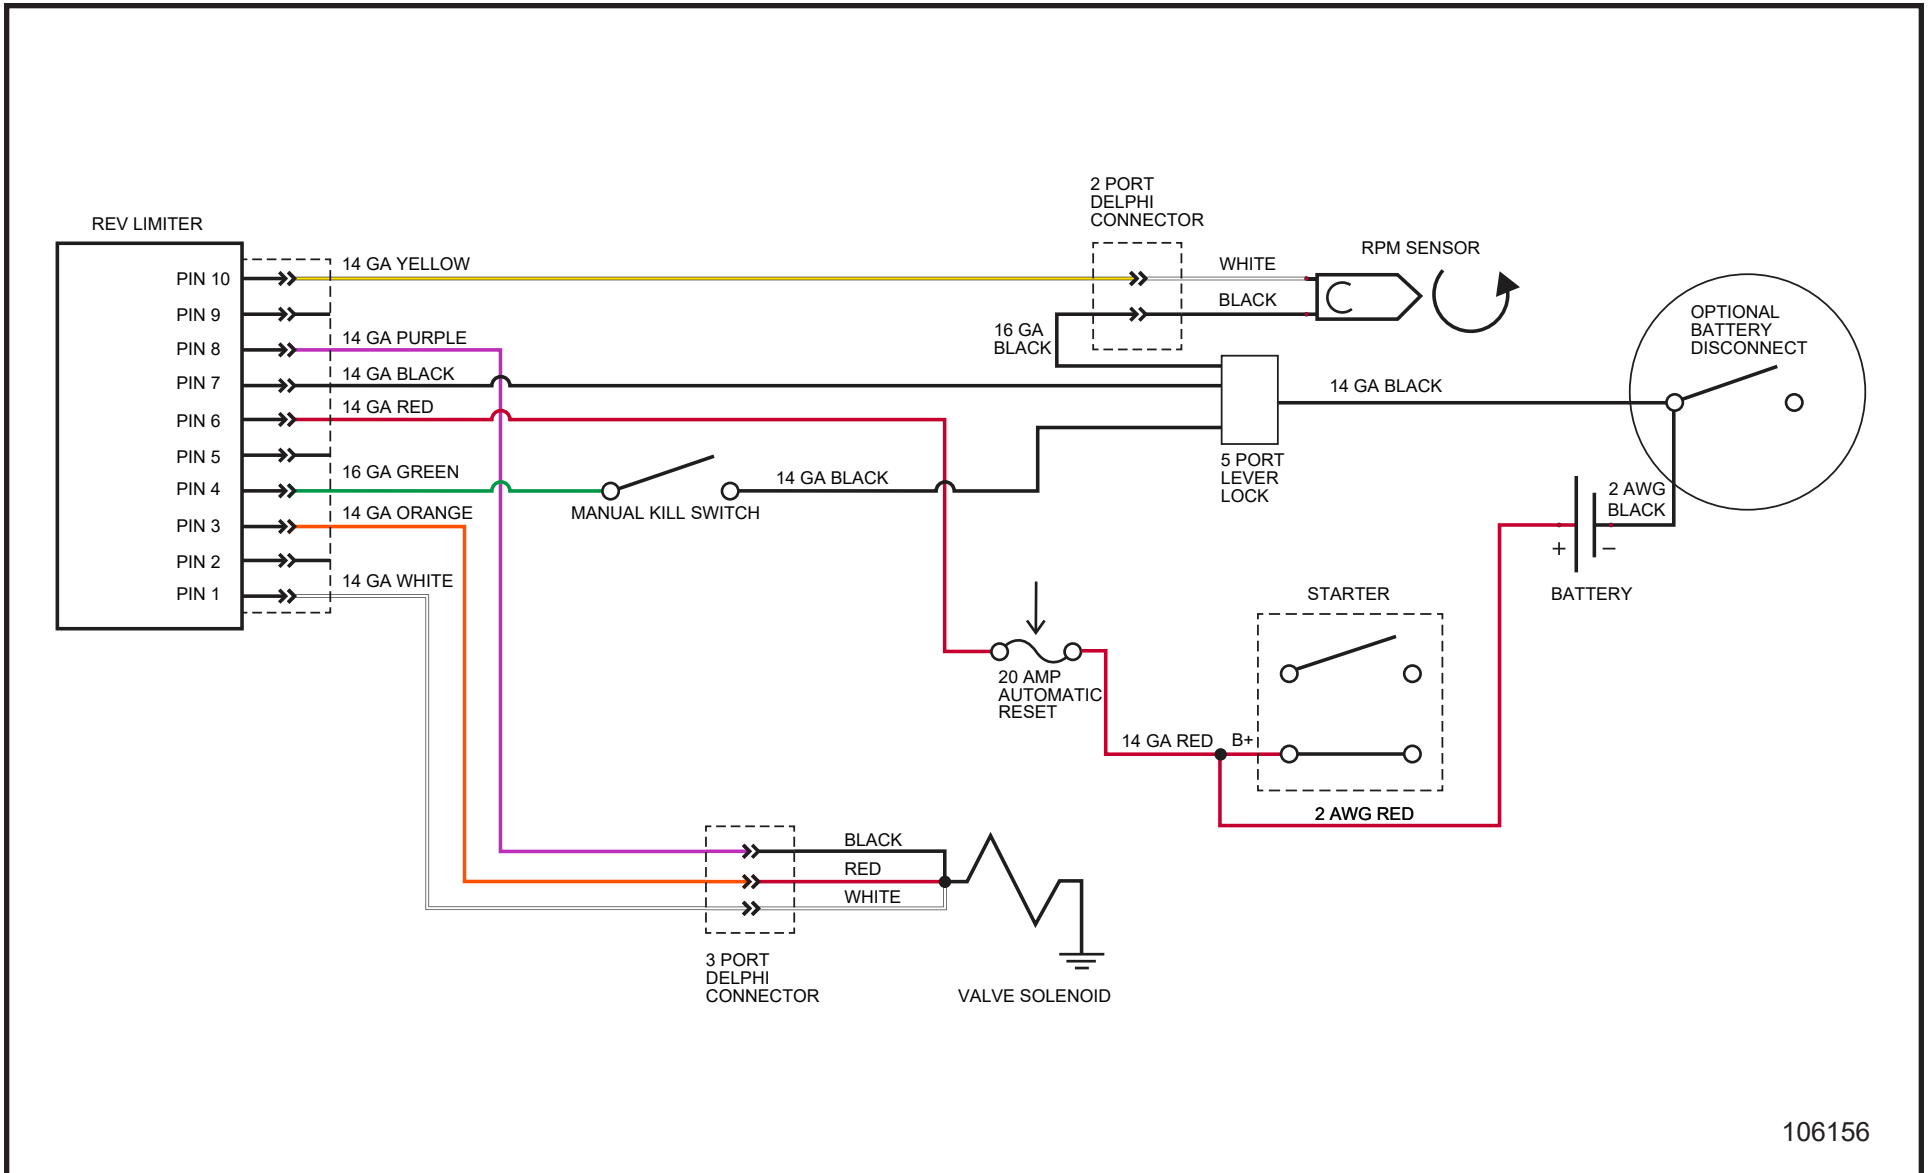 2 PORT
DELPHI
CONNECTOR
REV LIMITER
RPM SENSOR
PIN 10
14 GA YELLOW
WHITE
PIN 9
BLACK
16 GA
BLACK
OPTIONAL
BATTERY
DISCONNECT
PIN 8
14 GA PURPLE
PIN 7
14 GA BLACK
14 GA BLACK
PIN 6
14 GA RED
PIN 5
5 PORT
LEVER
LOCK
PIN 4
16 GA GREEN
14 GA BLACK
MANUAL KILL SWITCH
2 AWG
BLACK
PIN 3
14 GA ORANGE
+
−
BATTERY
PIN 2
PIN 1
14 GA WHITE
STARTER
20 AMP
AUTOMATIC
RESET
14 GA RED
B+
2 AWG RED
BLACK
RED
WHITE
3 PORT
DELPHI
CONNECTOR
VALVE SOLENOID
106156